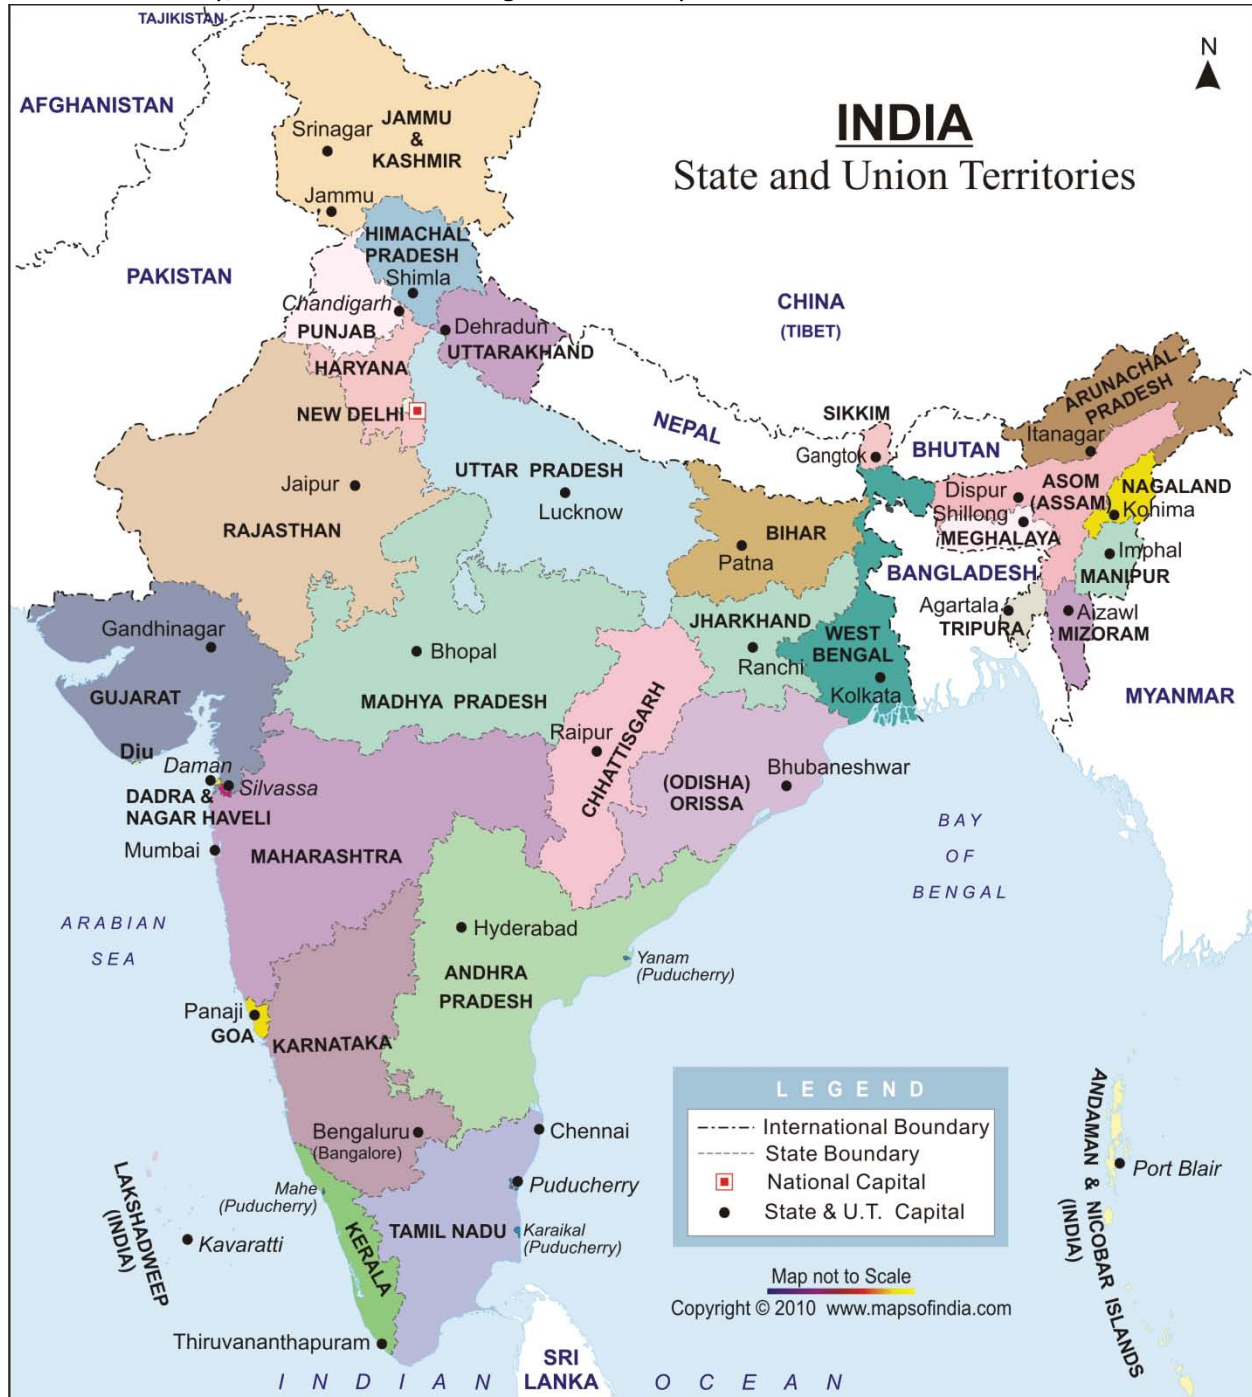 TAJIKISTAN
AFGHANISTAN
N
INDIA
State and Union Territories
JAMMU
&
KASHMIR
Srinagar
Jammu
HIMACHAL
PRADESH
Shimla
PAKISTAN
Chandigarh
PUNJAB
CHINA
(TIBET)
Dehradun
UTTARAKHAND
HARYANA
NEW DELHI
NEPAL
SIKKIM
Gangtok
BHUTAN
ARUNACHAL
PRADESH
Itanagar
UTTAR PRADESH
Lucknow
Jaipur
RAJASTHAN
BIHAR
Patna
Dispur
Shillong
MEGHALAYA
ASOM
(ASSAM)
NAGALAND
Kohima
Imphal
MANIPUR
BANGLADESH
Agartala
TRIPURA
Aizawl
MIZORAM
MYANMAR
Gandhinagar
GUJARAT
Bhopal
MADHYA PRADESH
JHARKHAND
Ranchi
WEST
BENGAL
Kolkata
Diu
Daman
Silvassa
DADRA &
NAGAR HAVELI
Mumbai
MAHARASHTRA
Raipur
CHHATTISGARH
(ODISHA)
ORISSA
Bhubaneshwar
BAY
OF
BENGAL
ARABIAN
SEA
Hyderabad
ANDHRA
PRADESH
Yanam
(Puducherry)
Panaji
GOA
KARNATAKA
Bengaluru
(Bangalore)
Chennai
Mahe
(Puducherry)
Puducherry
TAMIL NADU
Karaikal
(Puducherry)
KERALA
LAKSHADWEEP
(INDIA)
Kavaratti
Thiruvananthapuram
LEGEND
International Boundary
State Boundary
National Capital
State & U.T. Capital
Map not to Scale
Copyright © 2010 www.mapsofindia.com
ANDAMAN & NICOBAR ISLANDS
(INDIA)
Port Blair
SRI
LANKA
INDIAN OCEAN